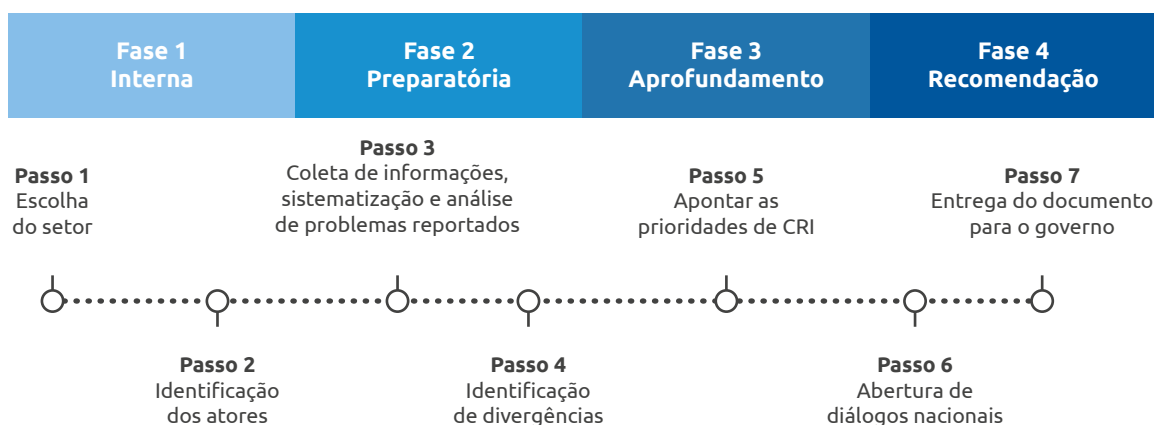 Fase 1
Interna
Fase 2
Preparatória
Fase 3
Aprofundamento
Fase 4
Recomendação
Passo 1
Escolha
do setor
Passo 3
Coleta de informações,
sistematização e análise
de problemas reportados
Passo 5
Apontar as
prioridades de CRI
Passo 7
Entrega do documento
para o governo
Passo 2
Identificação
dos atores
Passo 4
Identificação
de divergências
Passo 6
Abertura de
diálogos nacionais